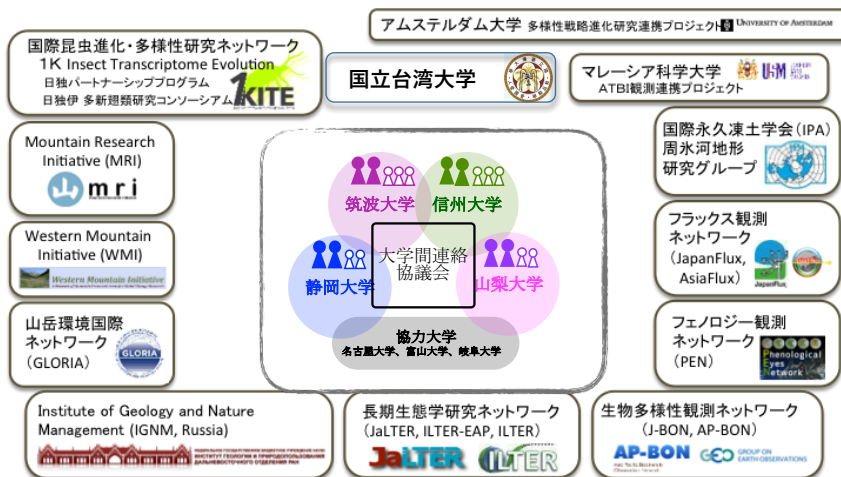 アムステルダム大学 多様性戦略進化研究連携プロジェクト UNIVERSITY OF AMSTERDAM
国際昆虫進化・多様性研究ネットワーク
1K Insect Transcriptome Evolution
日独パートナーシッププログラム
日独伊 多新翅類研究コンソーシアム
1KITE
国立台湾大学
マレーシア科学大学
ATBI観測連携プロジェクト
USM
Mountain Research
Initiative (MRI)
mri
国際永久凍土学会(IPA)
周氷河地形
研究グループ
Western Mountain
Initiative (WMI)
Western Mountain Initiative
フラックス観測
ネットワーク
(JapanFlux,
AsiaFlux)
JapanFlux
山岳環境国際
ネットワーク
(GLORIA)
GLORIA
フェノロジー観測
ネットワーク
(PEN)
Phenological
Eyes
Network
筑波大学
信州大学
静岡大学
山梨大学
大学間連絡
協議会
協力大学
名古屋大学、富山大学、岐阜大学
Institute of Geology and Nature
Management (IGNM, Russia)
ИНСТИТУТ ГЕОЛОГИИ И ПРИРОДОПОЛЬЗОВАНИЯ
ДАЛЬНЕВОСТОЧНОГО ОТДЕЛЕНИЯ РАН
長期生態学研究ネットワーク
(JaLTER, ILTER-EAP, ILTER)
JaLTER
ILTER
生物多様性観測ネットワーク
(J-BON, AP-BON)
AP-BON
GEO GROUP ON
EARTH OBSERVATIONS